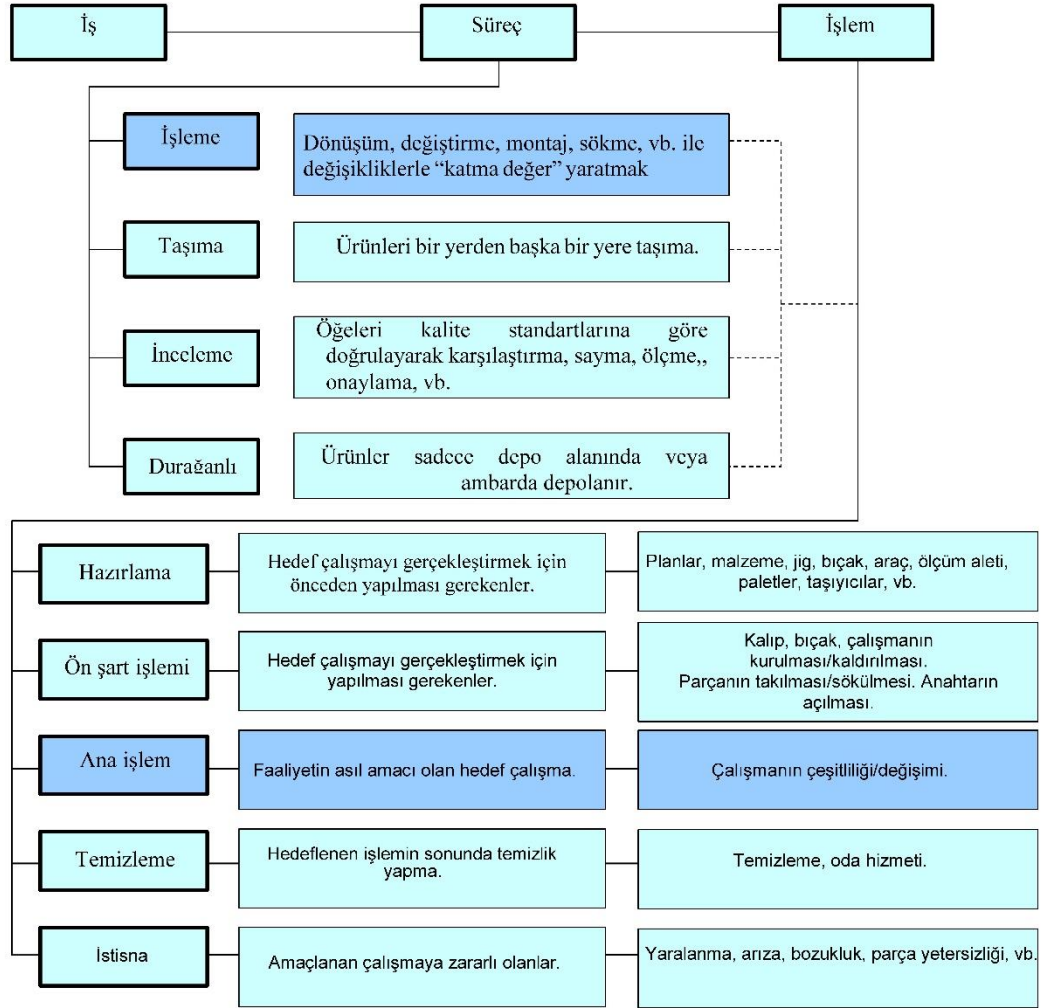 İş
Süreç
İşlem
İşleme
Dönüşüm, değiştirme, montaj, sökme, vb. ile
değişikliklerle “katma değer” yaratmak
Taşıma
Ürünleri bir yerden başka bir yere taşıma.
İnceleme
Öğeleri kalite standartlarına göre
doğrulayarak karşılaştırma, sayma, ölçme,,
onaylama, vb.
Durağanlı
Ürünler sadece depo alanında veya
ambarda depolanır.
Hazırlama
Hedef çalışmayı gerçekleştirmek için
önceden yapılması gerekenler.
Planlar, malzeme, jig, bıçak, araç, ölçüm aleti,
paletler, taşıyıcılar, vb.
Ön şart işlemi
Hedef çalışmayı gerçekleştirmek için
yapılması gerekenler.
Kalıp, bıçak, çalışmanın
kurulması/kaldırılması.
Parçanın takılması/sökülmesi. Anahtarın
açılması.
Ana işlem
Faaliyetin asıl amacı olan hedef çalışma.
Çalışmanın çeşitliliği/değişimi.
Temizleme
Hedeflenen işlemin sonunda temizlik
yapma.
Temizleme, oda hizmeti.
İstisna
Amaçlanan çalışmaya zararlı olanlar.
Yaralanma, arıza, bozukluk, parça yetersizliği, vb.